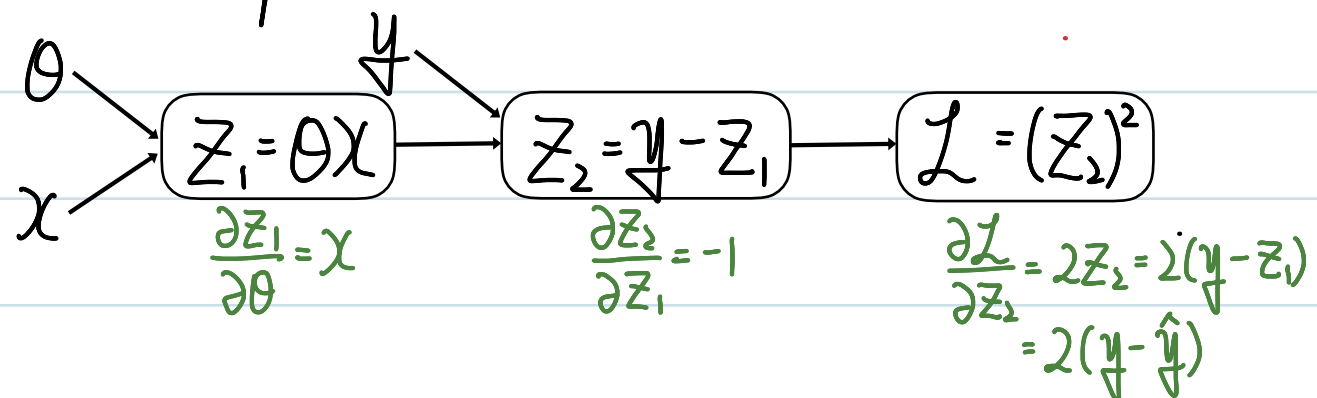 y
θ
Z₁ = θx
Z₂ = y − Z₁
ℒ = (Z₂)²
x
∂Z₁/∂θ = x
∂Z₂/∂Z₁ = −1
∂ℒ/∂Z₂ = 2Z₂ = 2(y − Z₁)
= 2(y − ŷ)